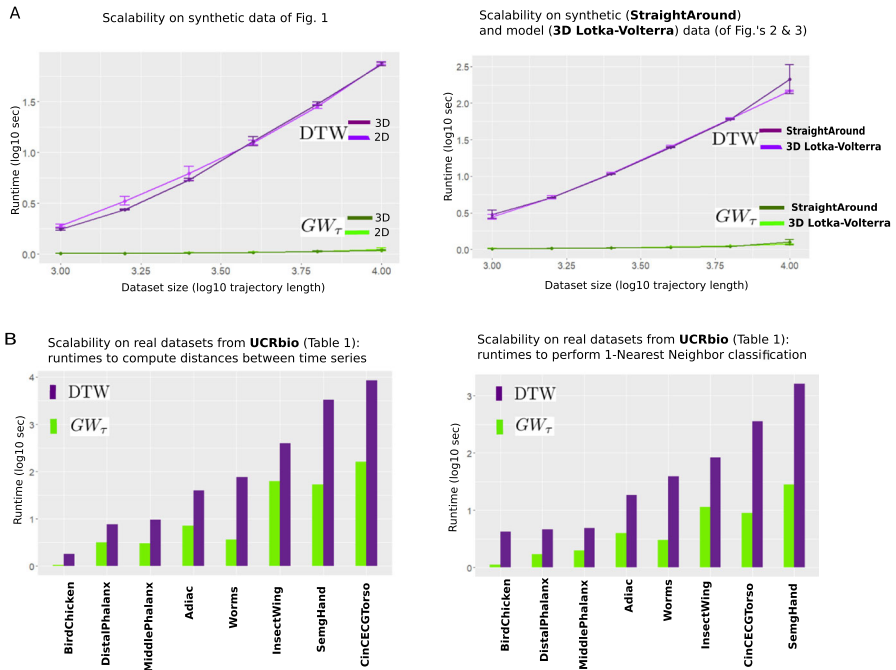 A
Scalability on synthetic data of Fig. 1
Runtime (log10 sec)
1.5
1.0
0.5
0.0
3.00
3.25
3.50
3.75
4.00
Dataset size (log10 trajectory length)
DTW
3D
2D
GWτ
3D
2D
Scalability on synthetic (StraightAround)
and model (3D Lotka-Volterra) data (of Fig.'s 2 & 3)
Runtime (log10 sec)
2.5
2.0
1.5
1.0
0.5
0.0
3.00
3.25
3.50
3.75
4.00
Dataset size (log10 trajectory length)
DTW
StraightAround
3D Lotka-Volterra
GWτ
StraightAround
3D Lotka-Volterra
B
Scalability on real datasets from UCRbio (Table 1):
runtimes to compute distances between time series
Runtime (log10 sec)
4
3
2
1
0
DTW
GWτ
BirdChicken
DistalPhalanx
MiddlePhalanx
Adiac
Worms
InsectWing
SemgHand
CinCECGTorso
Scalability on real datasets from UCRbio (Table 1):
runtimes to perform 1-Nearest Neighbor classification
Runtime (log10 sec)
3
2
1
0
DTW
GWτ
BirdChicken
DistalPhalanx
MiddlePhalanx
Adiac
Worms
InsectWing
CinCECGTorso
SemgHand